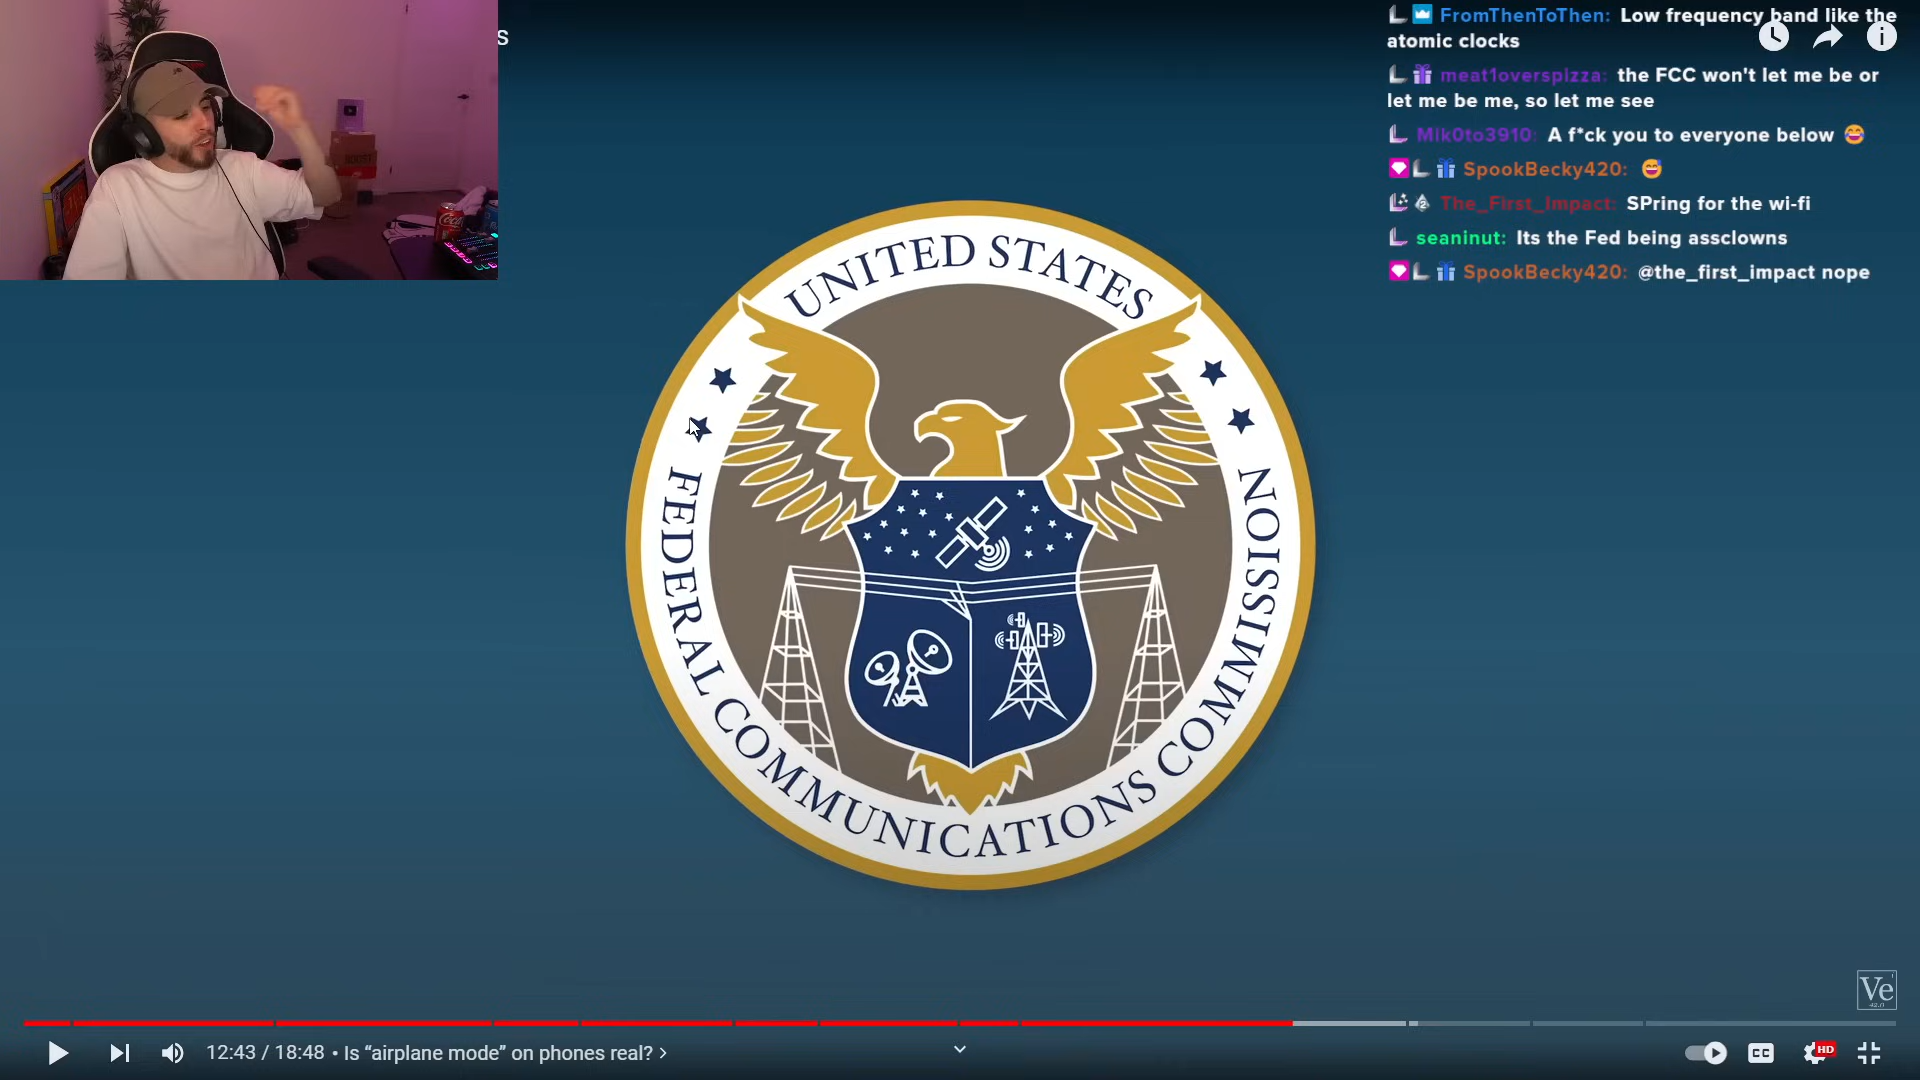 s
FromThenToThen: Low frequency band like the
atomic clocks
meat1overspizza: the FCC won't let me be or
let me be me, so let me see
Mik0to3910: A f*ck you to everyone below 😂
SpookBecky420: 😅
The_First_Impact: SPring for the wi-fi
seaninut: Its the Fed being assclowns
SpookBecky420: @the_first_impact nope
UNITED STATES
FEDERAL COMMUNICATIONS COMMISSION
Ve
12:43 / 18:48 • Is “airplane mode” on phones real? >
CC
HD